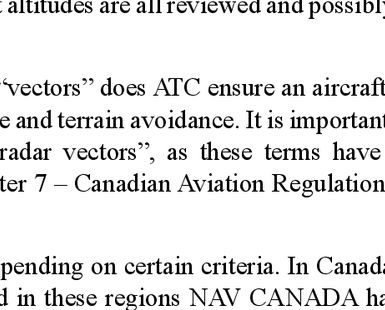 altitudes are all reviewed and possibly
“vectors” does ATC ensure an aircraft
and terrain avoidance. It is important
radar vectors”, as these terms have
ter 7 – Canadian Aviation Regulation
pending on certain criteria. In Canada
in these regions NAV CANADA ha